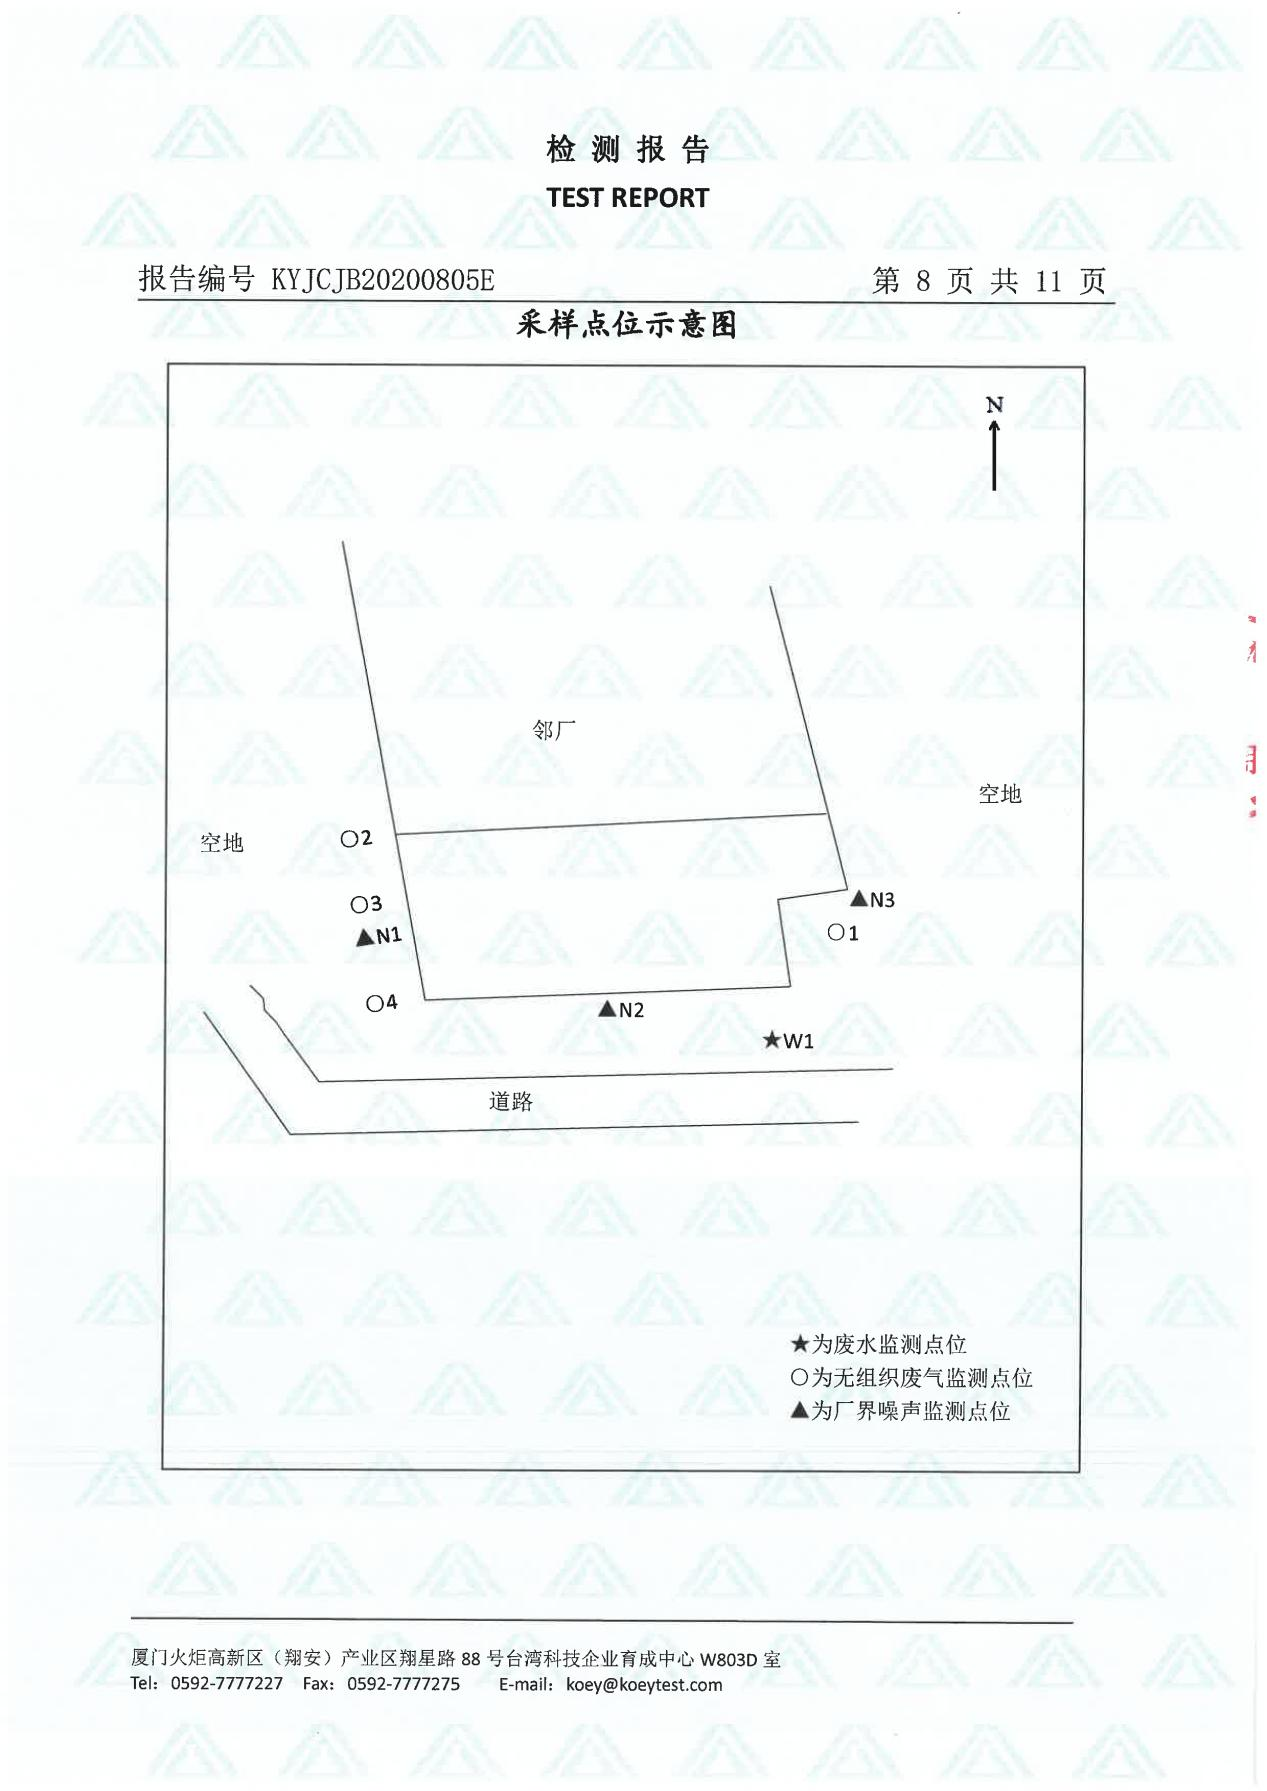 检测报告
TEST REPORT
报告编号 KYJCJB20200805E
第 8 页 共 11 页
采样点位示意图
N
邻厂
空地
空地
○2
○3
▲N1
○4
▲N3
○1
▲N2
★W1
道路
★为废水监测点位
○为无组织废气监测点位
▲为厂界噪声监测点位
厦门火炬高新区（翔安）产业区翔星路 88 号台湾科技企业育成中心 W803D 室
Tel：0592-7777227 Fax：0592-7777275 E-mail：koey@koeytest.com